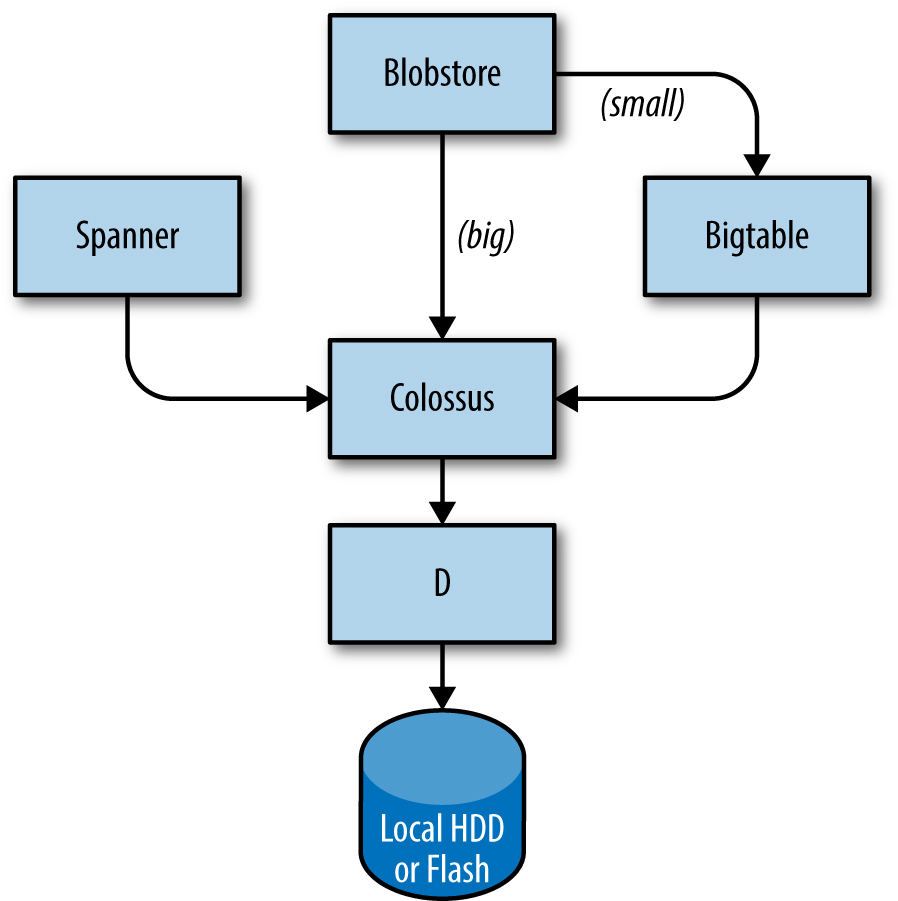 Blobstore
(small)
Spanner
(big)
Bigtable
Colossus
D
Local HDD
or Flash